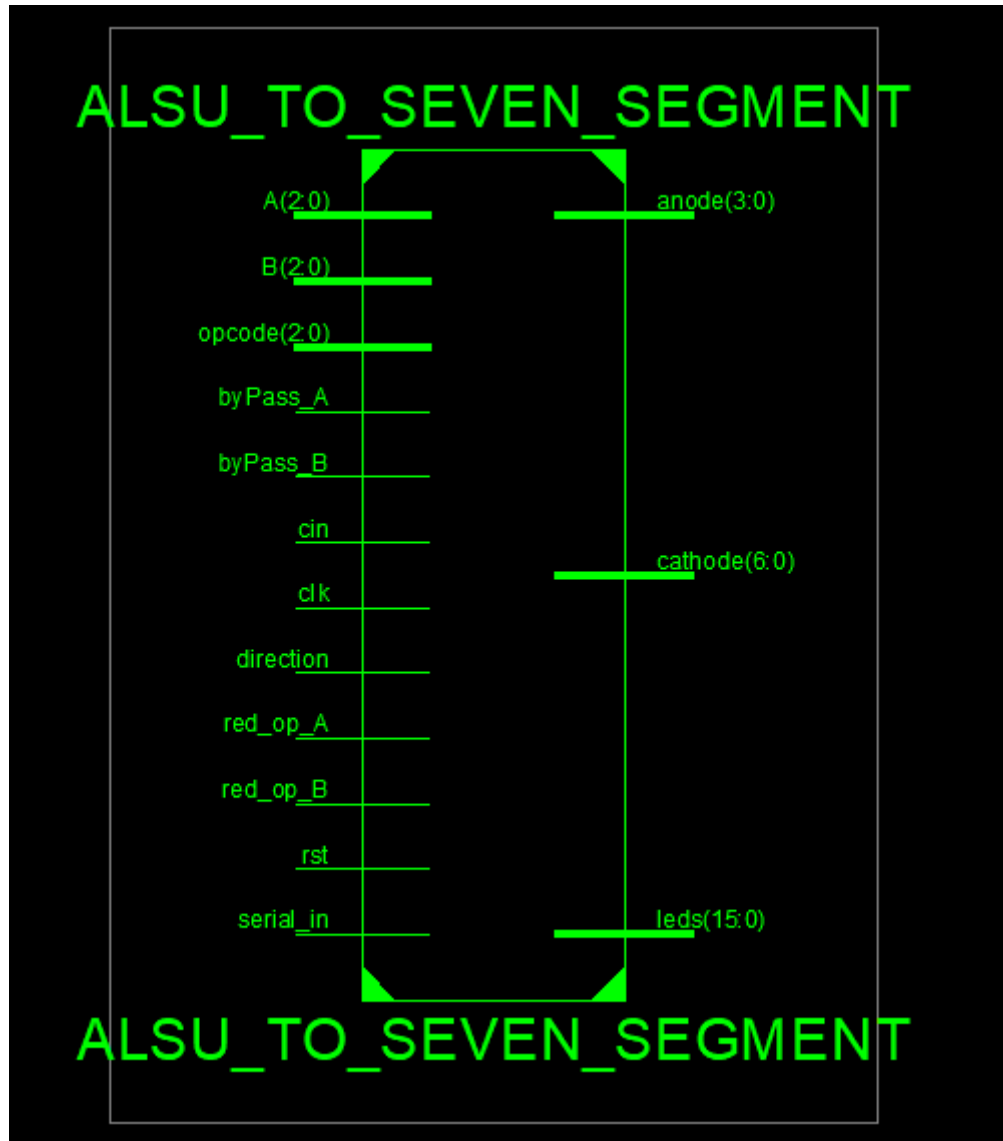 ALSU_TO_SEVEN_SEGMENT
A(2:0)
anode(3:0)
B(2:0)
opcode(2:0)
byPass_A
byPass_B
cin
cathode(6:0)
clk
direction
red_op_A
red_op_B
rst
serial_in
leds(15:0)
ALSU_TO_SEVEN_SEGMENT